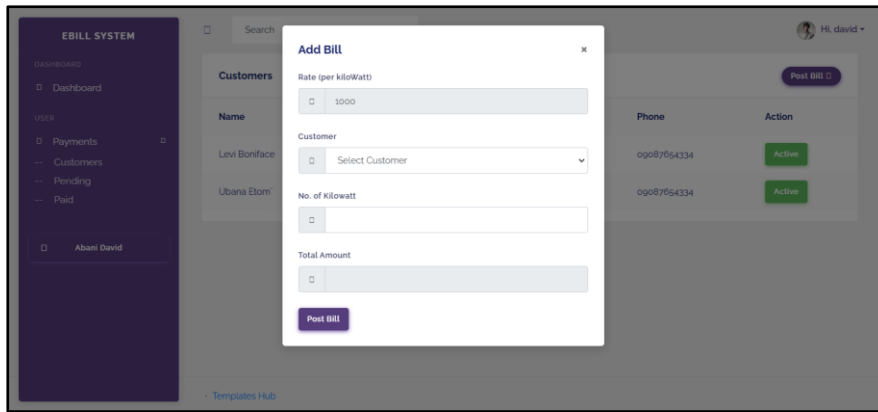 EBILL SYSTEM
Search
Hi, david
DASHBOARD
Dashboard
USER
Payments
Customers
Pending
Paid
Abani David
Customers
Post Bill
Name
Phone
Action
Levi Boniface
09087654334
Active
Ubana Etom'
09087654334
Active
Add Bill
×
Rate (per kiloWatt)
1000
Customer
Select Customer
No. of Kilowatt
Total Amount
Post Bill
Templates Hub